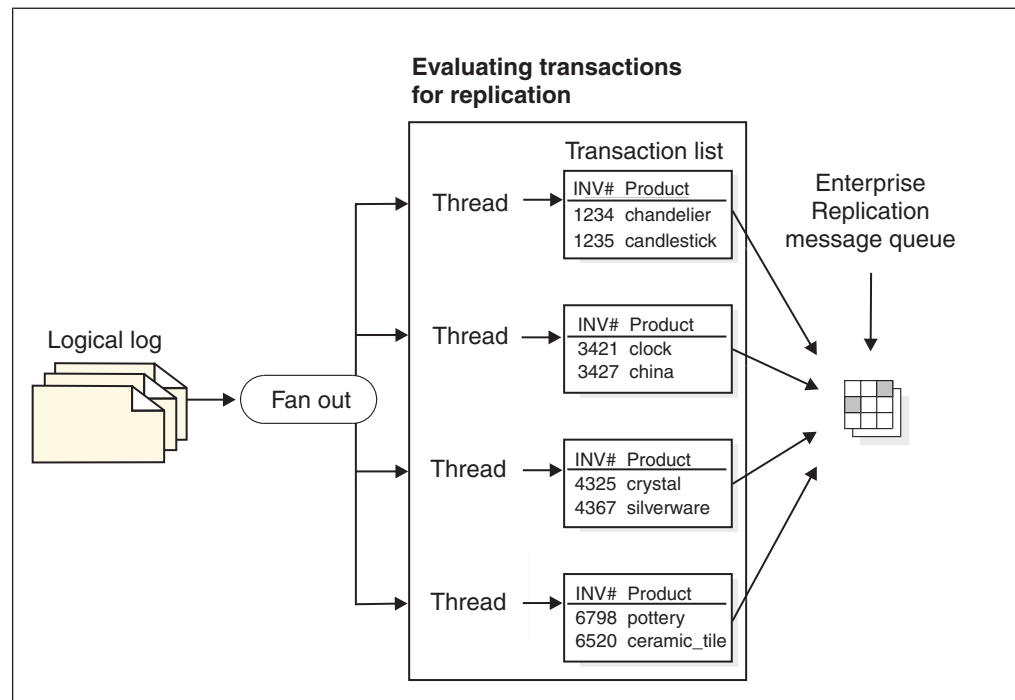 Evaluating transactions
for replication
Transaction list
Thread
INV# Product
1234 chandelier
1235 candlestick
Enterprise
Replication
message queue
Thread
INV# Product
3421 clock
3427 china
Logical log
Fan out
Thread
INV# Product
4325 crystal
4367 silverware
Thread
INV# Product
6798 pottery
6520 ceramic_tile